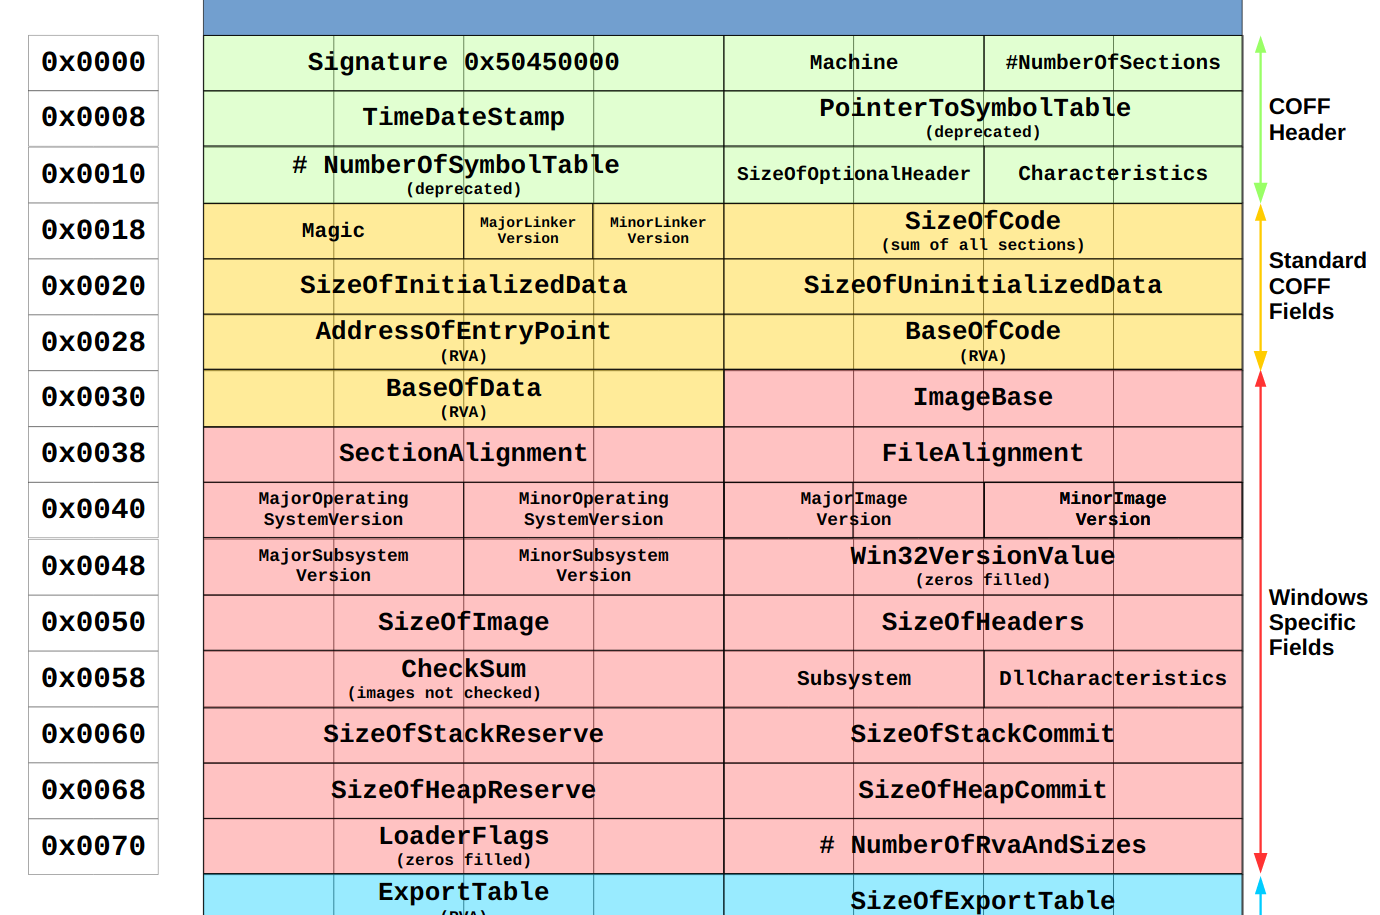 0x0000
Signature 0x50450000
Machine
#NumberOfSections
0x0008
TimeDateStamp
PointerToSymbolTable
(deprecated)
COFF
Header
0x0010
# NumberOfSymbolTable
(deprecated)
SizeOfOptionalHeader
Characteristics
0x0018
Magic
MajorLinker
Version
MinorLinker
Version
SizeOfCode
(sum of all sections)
0x0020
SizeOfInitializedData
SizeOfUninitializedData
Standard
COFF
Fields
0x0028
AddressOfEntryPoint
(RVA)
BaseOfCode
(RVA)
0x0030
BaseOfData
(RVA)
ImageBase
0x0038
SectionAlignment
FileAlignment
0x0040
MajorOperating
SystemVersion
MinorOperating
SystemVersion
MajorImage
Version
MinorImage
Version
0x0048
MajorSubsystem
Version
MinorSubsystem
Version
Win32VersionValue
(zeros filled)
0x0050
SizeOfImage
SizeOfHeaders
Windows
Specific
Fields
0x0058
CheckSum
(images not checked)
Subsystem
DllCharacteristics
0x0060
SizeOfStackReserve
SizeOfStackCommit
0x0068
SizeOfHeapReserve
SizeOfHeapCommit
0x0070
LoaderFlags
(zeros filled)
# NumberOfRvaAndSizes
ExportTable
(RVA)
SizeOfExportTable